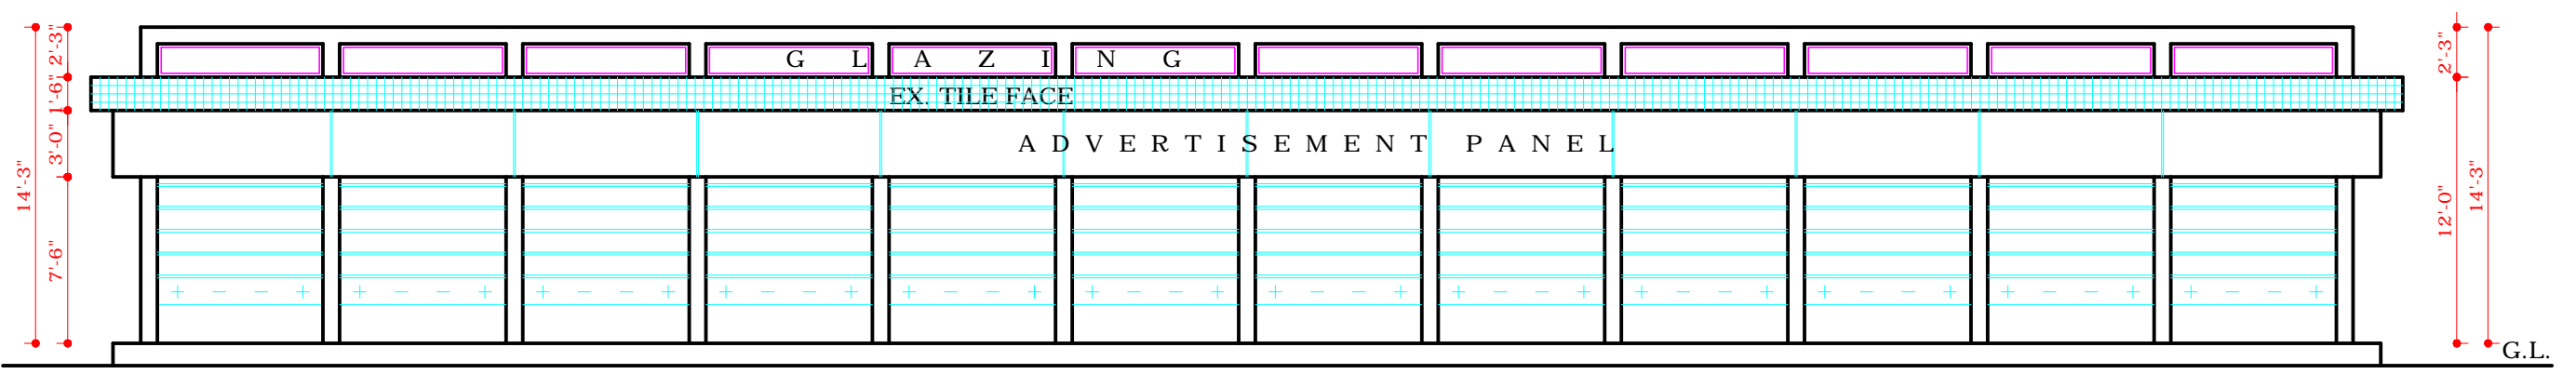 G L A Z I N G
EX. TILE FACE
A D V E R T I S E M E N T P A N E L
14'-3"
2'-3"
1'-6"
3'-0"
7'-6"
2'-3"
12'-0"
14'-3"
G.L.